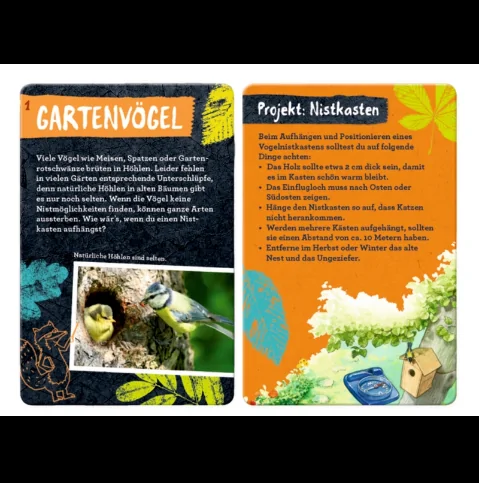 1
GARTENVÖGEL
Viele Vögel wie Meisen, Spatzen oder Garten-
rotschwänze brüten in Höhlen. Leider fehlen
in vielen Gärten entsprechende Unterschlüpfe,
denn natürliche Höhlen in alten Bäumen gibt
es nur noch selten. Wenn die Vögel keine
Nistmöglichkeiten finden, können ganze Arten
aussterben. Wie wär's, wenn du einen Nist-
kasten aufhängst?
Natürliche Höhlen sind selten.
Projekt: Nistkasten
Beim Aufhängen und Positionieren eines
Vogelnistkastens solltest du auf folgende
Dinge achten:
• Das Holz sollte etwa 2 cm dick sein, damit
es im Kasten schön warm bleibt.
• Das Einflugloch muss nach Osten oder
Südosten zeigen.
• Hänge den Nistkasten so auf, dass Katzen
nicht herankommen.
• Werden mehrere Kästen aufgehängt, sollten
sie einen Abstand von ca. 10 Metern haben.
• Entferne im Herbst oder Winter das alte
Nest und das Ungeziefer.